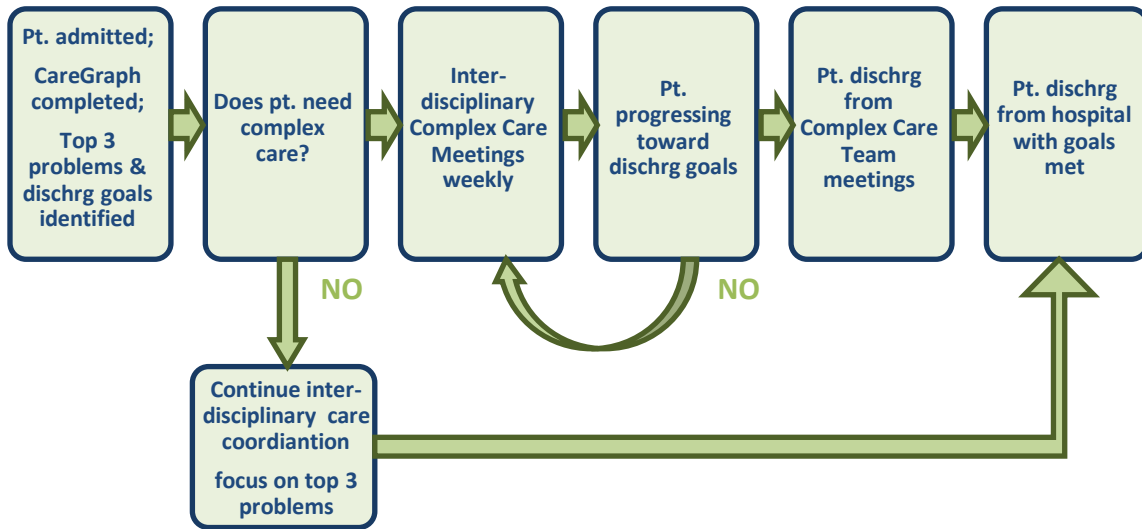 Pt. admitted;
CareGraph
completed;
Top 3
problems &
dischrg goals
identified
Does pt. need
complex
care?
Inter-
disciplinary
Complex Care
Meetings
weekly
Pt.
progressing
toward
dischrg goals
Pt. dischrg
from
Complex Care
Team
meetings
Pt. dischrg
from hospital
with goals
met
NO
NO
Continue inter-
disciplinary care
coordiantion
focus on top 3
problems